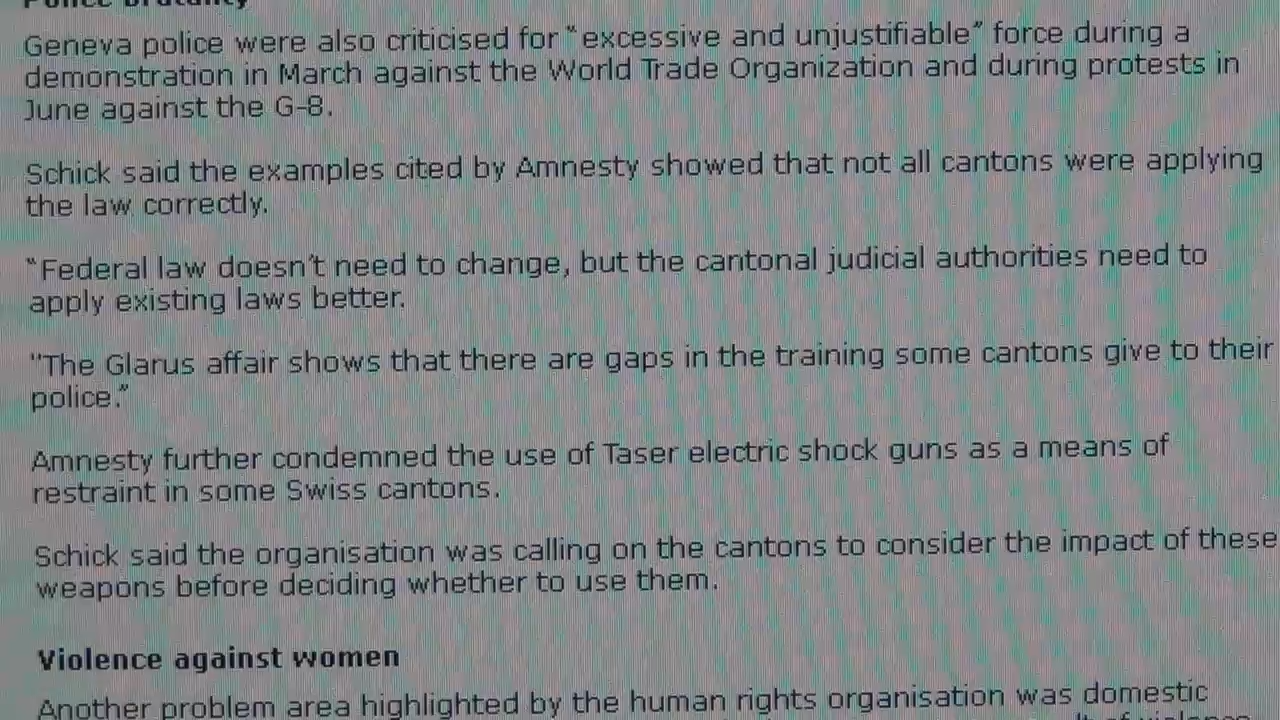 Police brutality
Geneva police were also criticised for “excessive and unjustifiable” force during a
demonstration in March against the World Trade Organization and during protests in
June against the G-8.
Schick said the examples cited by Amnesty showed that not all cantons were applying
the law correctly.
“Federal law doesn’t need to change, but the cantonal judicial authorities need to
apply existing laws better.
"The Glarus affair shows that there are gaps in the training some cantons give to their
police.”
Amnesty further condemned the use of Taser electric shock guns as a means of
restraint in some Swiss cantons.
Schick said the organisation was calling on the cantons to consider the impact of these
weapons before deciding whether to use them.
Violence against women
Another problem area highlighted by the human rights organisation was domestic
of violence